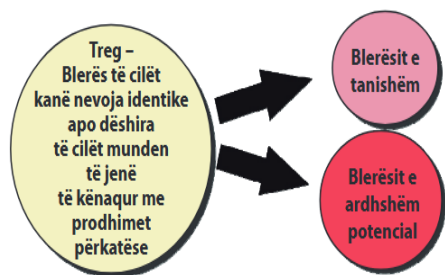 Treg –
Blerës të cilët
kanë nevoja identike
apo dëshira
të cilët munden
të jenë
të kënaqur me
prodhimet
përkatëse
Blerësit e
tanishëm
Blerësit e
ardhshëm
potencial